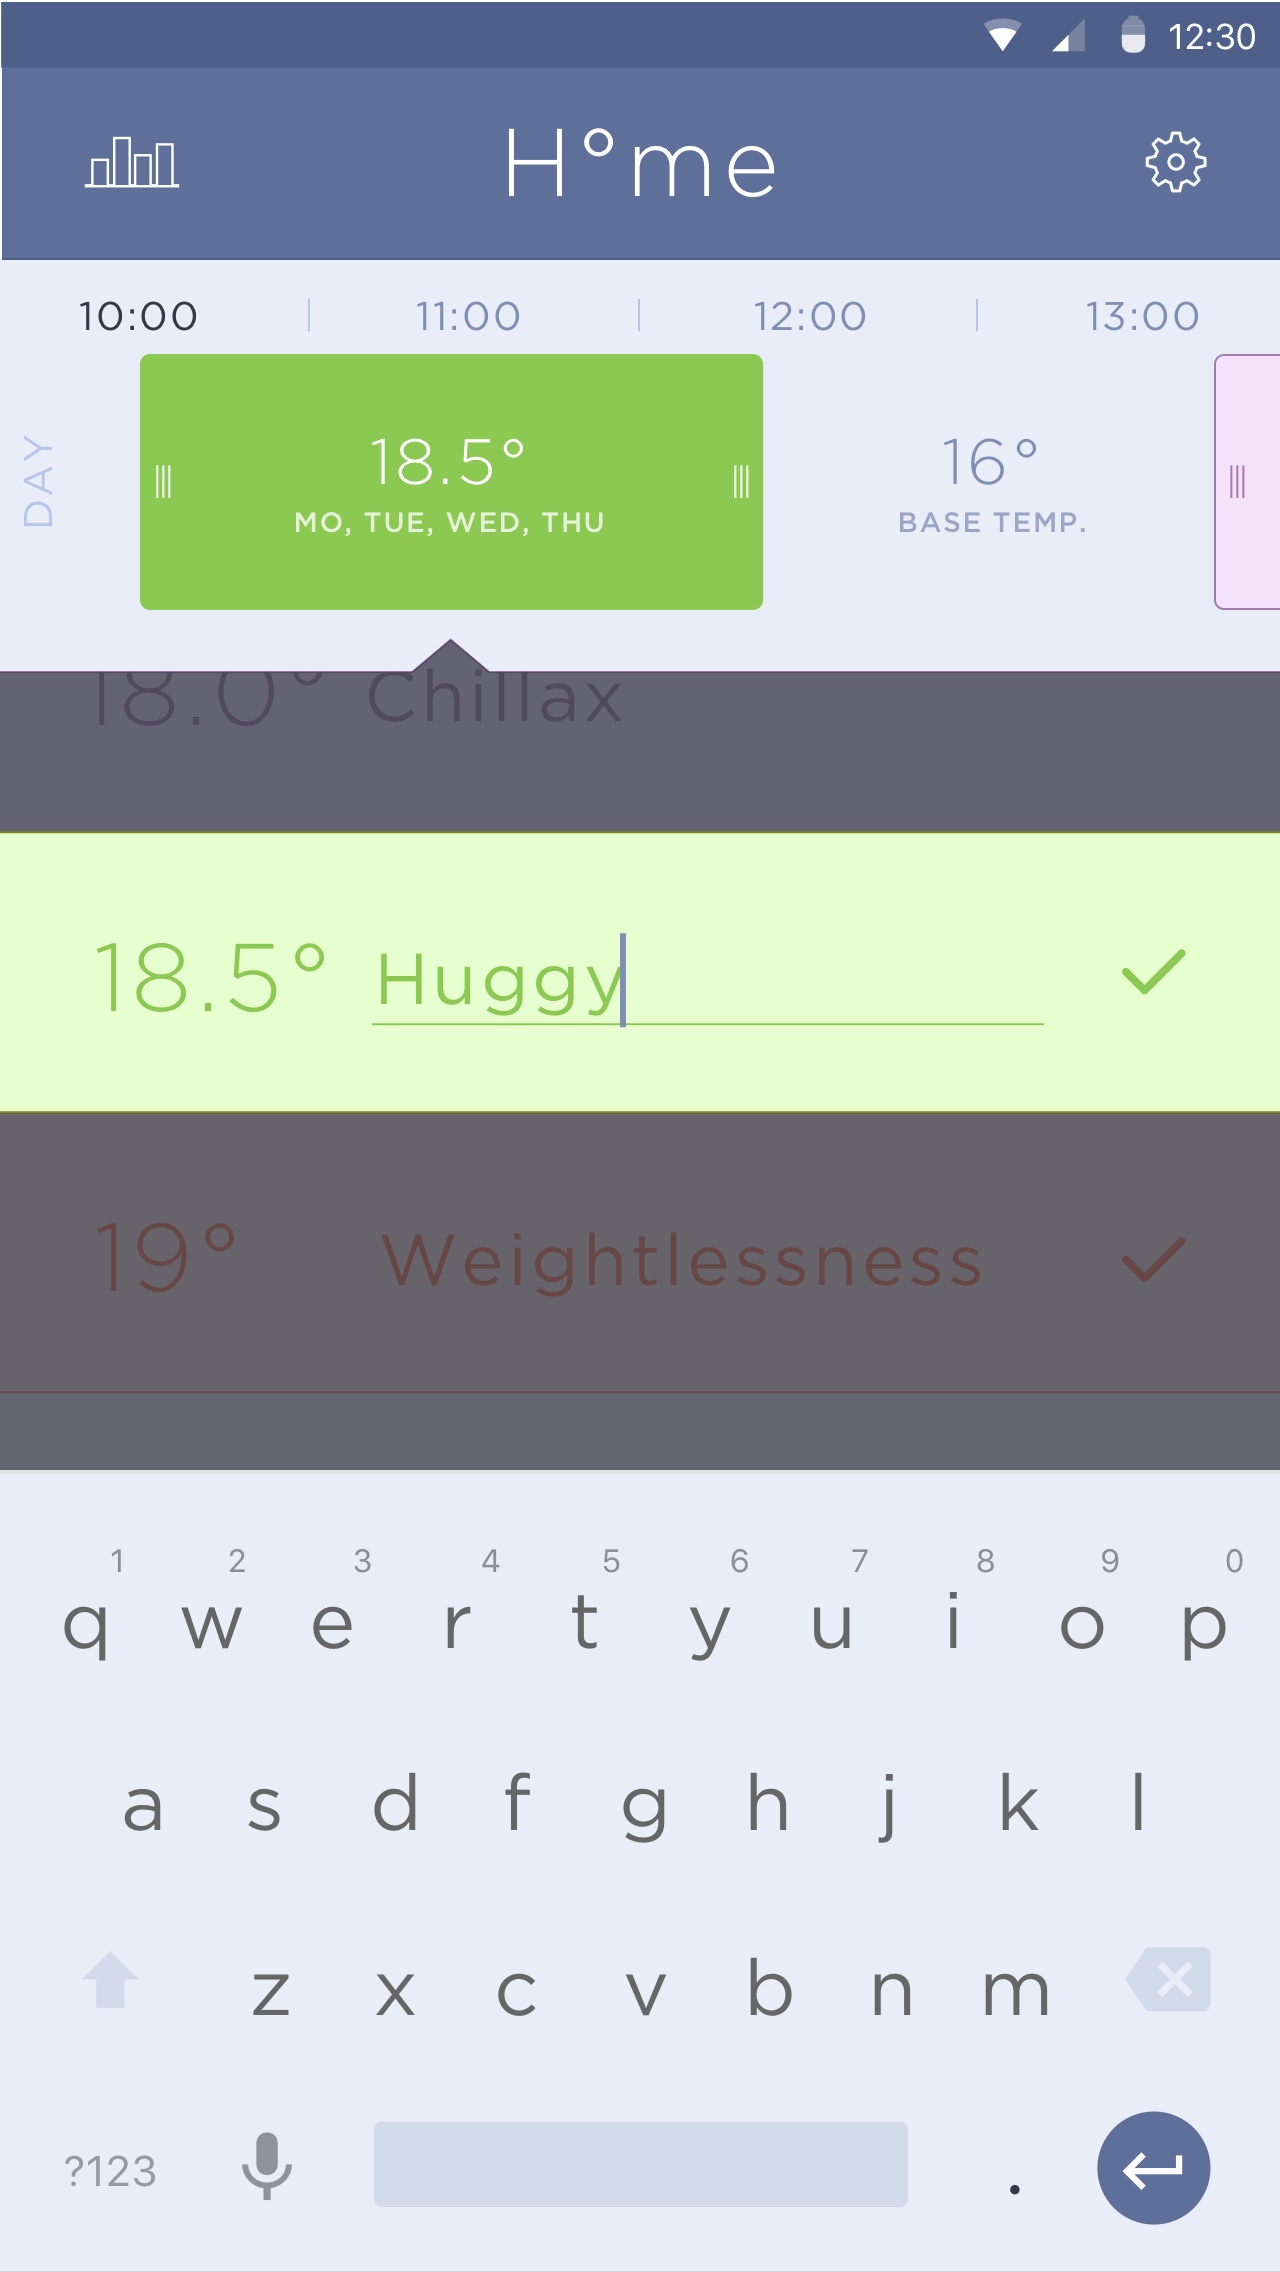 12:30
H°me
10:00 11:00 12:00 13:00
DAY
18.5° 16°
MO, TUE, WED, THU BASE TEMP.
18.0° Chillax
18.5° Huggy
19° Weightlessness
1 2 3 4 5 6 7 8 9 0
q w e r t y u i o p
a s d f g h j k l
z x c v b n m
?123 .